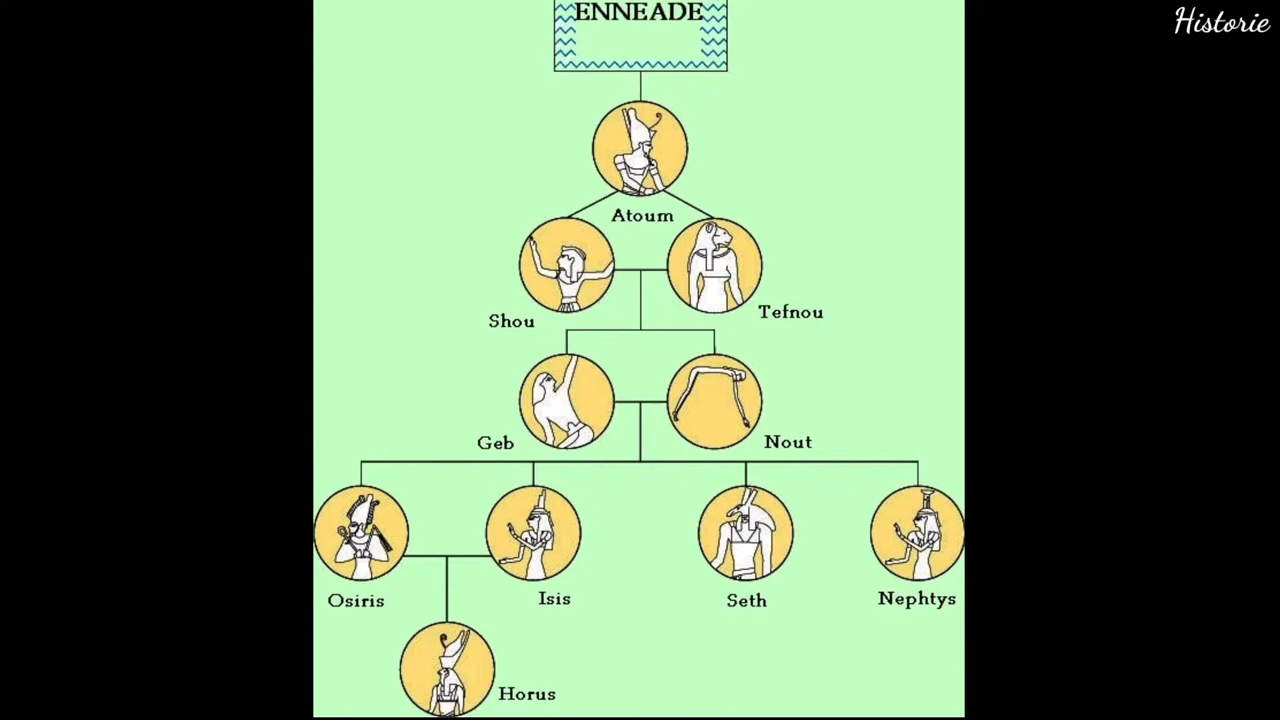 ENNEADE
Historie
Atoum
Shou
Tefnou
Geb
Nout
Osiris
Isis
Seth
Nephtys
Horus